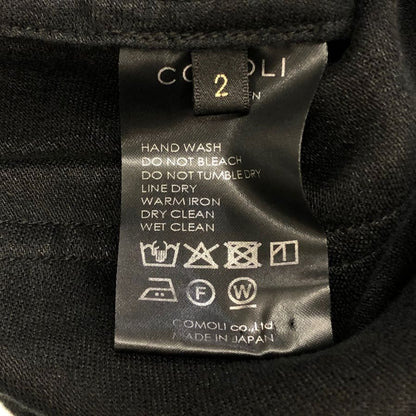 COMOLI
2
HAND WASH
DO NOT BLEACH
DO NOT TUMBLE DRY
LINE DRY
WARM IRON
DRY CLEAN
WET CLEAN
F
W
COMOLI co.,Ltd
MADE IN JAPAN